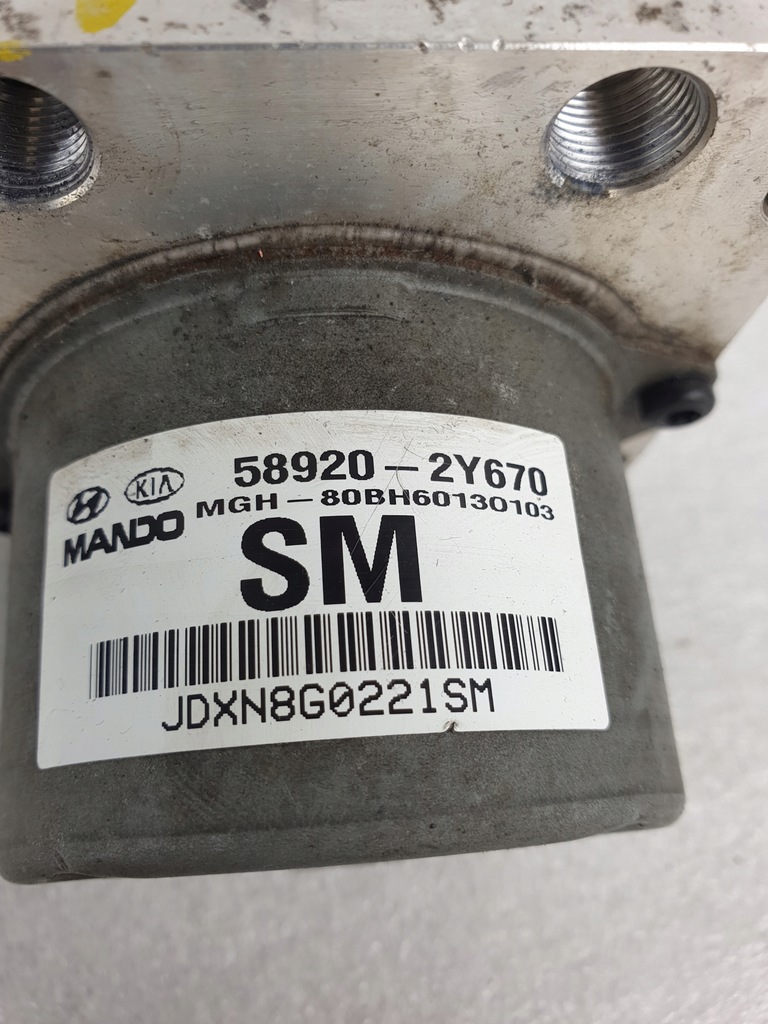 KIA 58920-2Y670
MANDO MGH-80BH60130103
SM
JDXN8G0221SM